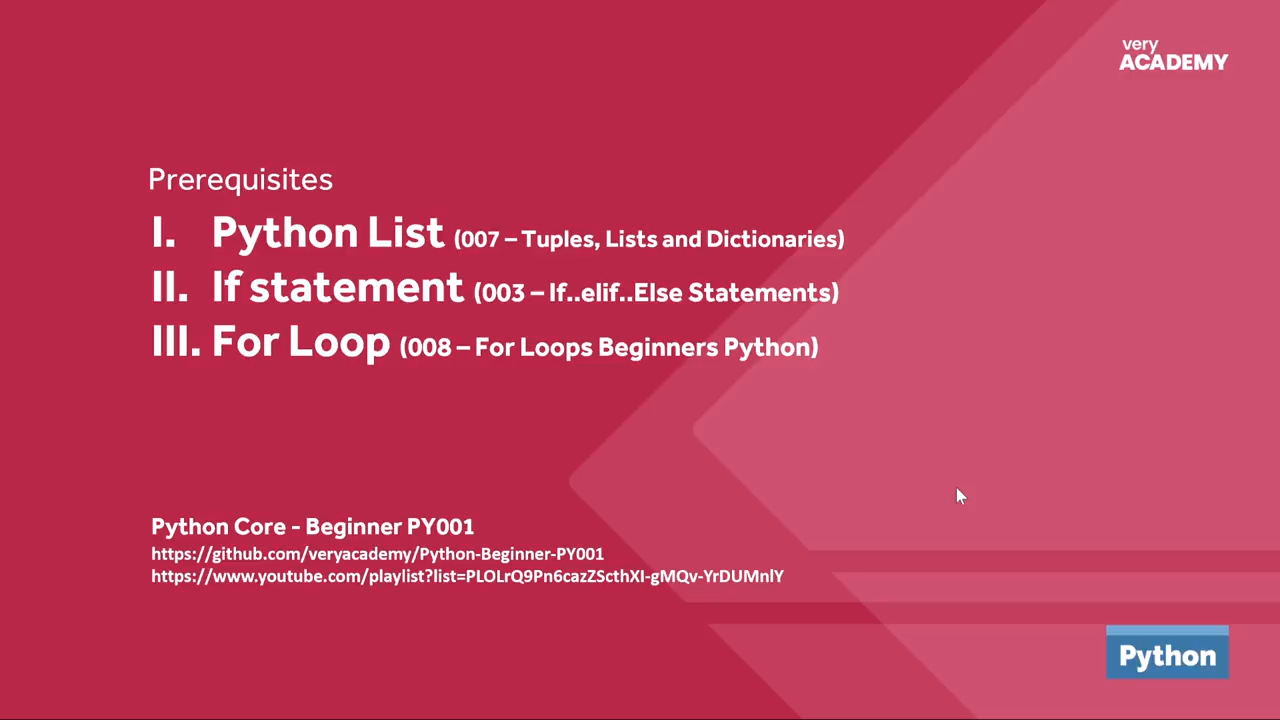 very
ACADEMY
Prerequisites
I. Python List (007 – Tuples, Lists and Dictionaries)
II. If statement (003 – If..elif..Else Statements)
III. For Loop (008 – For Loops Beginners Python)
Python Core - Beginner PY001
https://github.com/veryacademy/Python-Beginner-PY001
https://www.youtube.com/playlist?list=PLOLrQ9Pn6cazZScthXI-gMQv-YrDUMnlY
Python